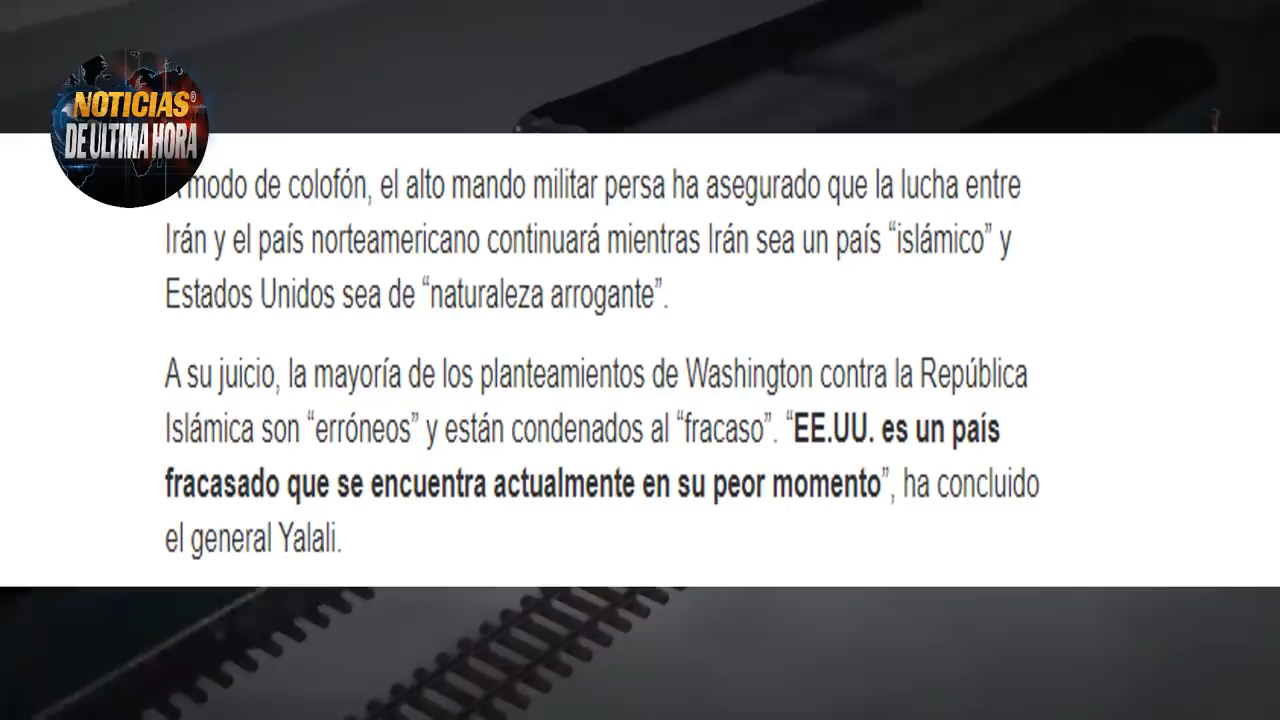 NOTICIAS®
DE ULTIMA HORA
modo de colofón, el alto mando militar persa ha asegurado que la lucha entre
Irán y el país norteamericano continuará mientras Irán sea un país “islámico” y
Estados Unidos sea de “naturaleza arrogante”.
A su juicio, la mayoría de los planteamientos de Washington contra la República
Islámica son “erróneos” y están condenados al “fracaso”. “EE.UU. es un país
fracasado que se encuentra actualmente en su peor momento”, ha concluido
el general Yalali.